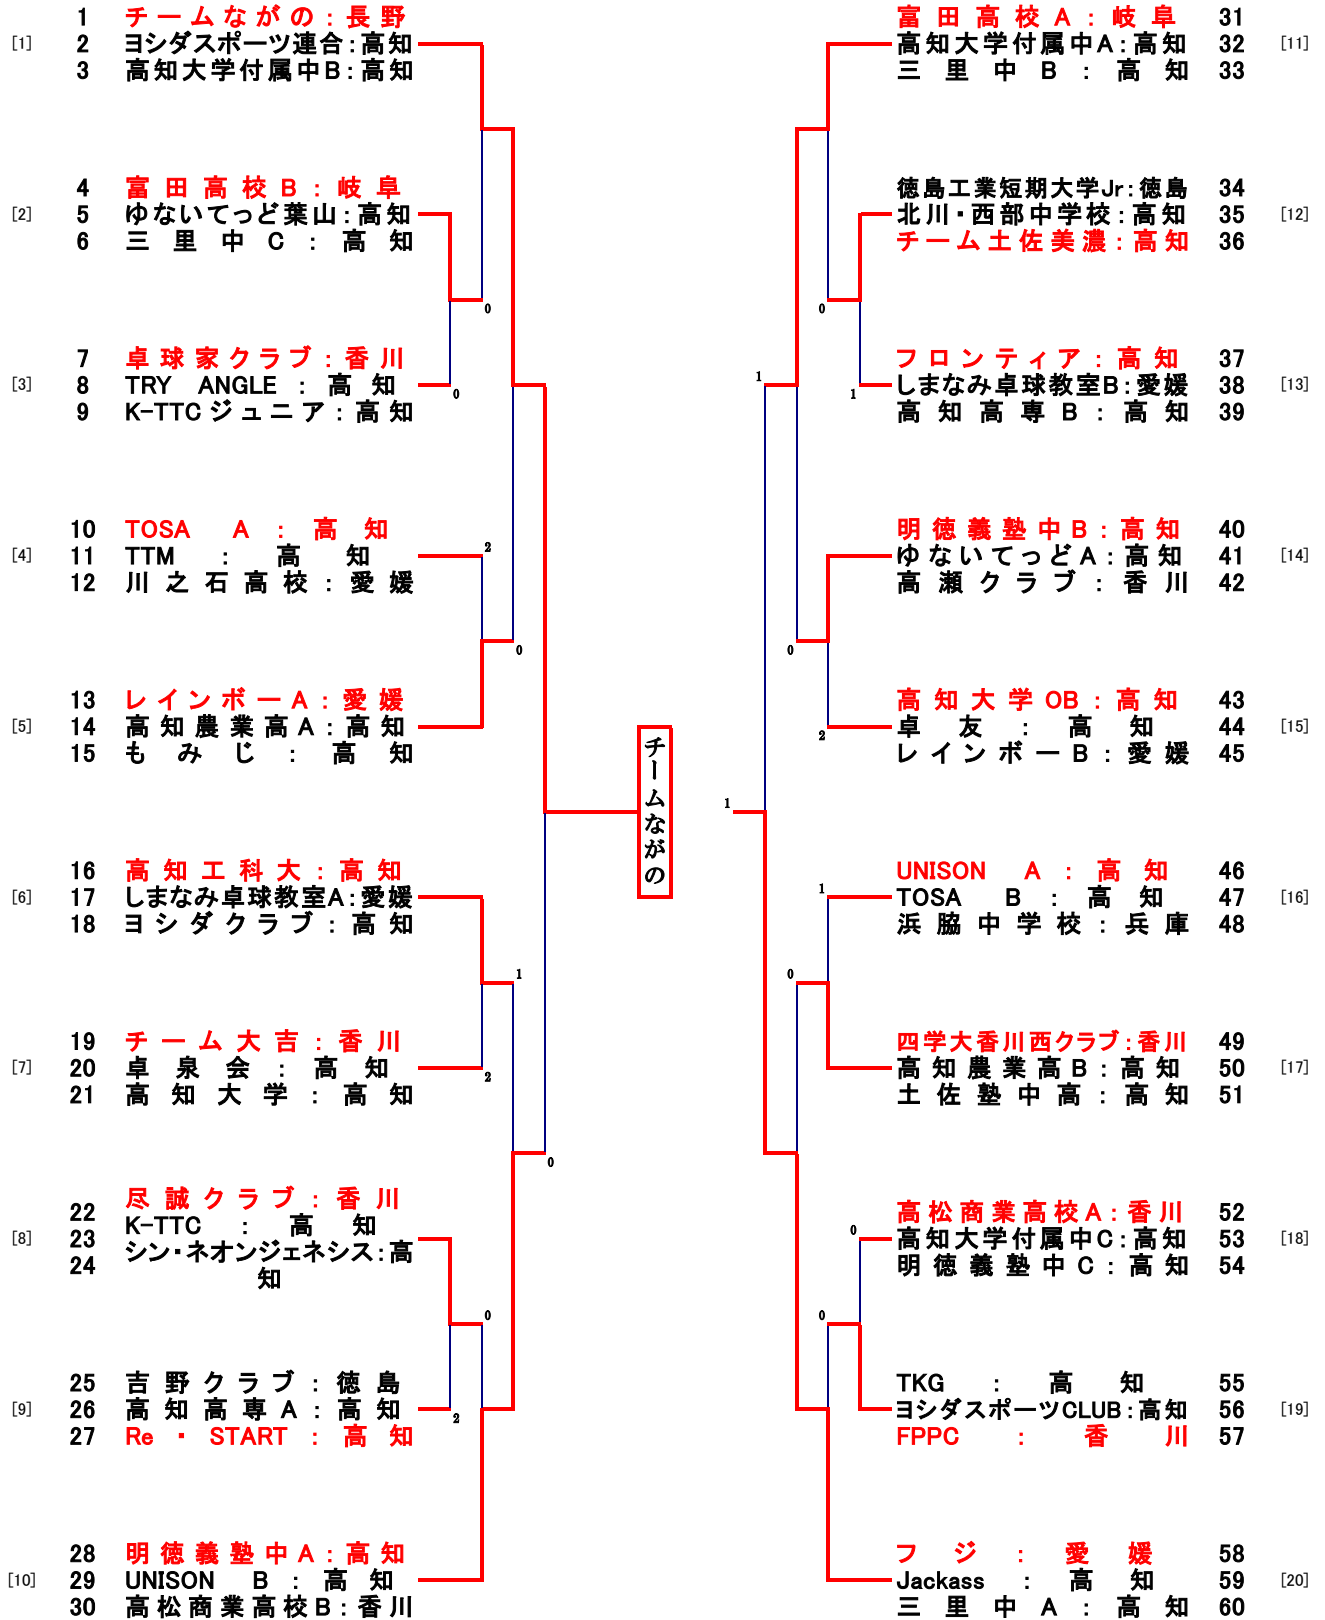 1 チームながの：長野
[1] 2 ヨシダスポーツ連合：高知
3 高知大学付属中B：高知
4 富田高校B：岐阜
[2] 5 ゆないてっど葉山：高知
6 三里中C：高知
0
7 卓球家クラブ：香川
[3] 8 TRY ANGLE：高知
0
9 K-TTCジュニア：高知
10 TOSA A：高知
2
[4] 11 TTM：高知
12 川之石高校：愛媛
0
13 レインボーA：愛媛
[5] 14 高知農業高A：高知
15 もみじ：高知
16 高知工科大：高知
[6] 17 しまなみ卓球教室A：愛媛
18 ヨシダクラブ：高知
1
19 チーム大吉：香川
[7] 20 卓泉会：高知
2
21 高知大学：高知
0
22 尽誠クラブ：香川
[8] 23 K-TTC：高知
24 シン・ネオンジェネシス：高
知
0
25 吉野クラブ：徳島
[9] 26 高知高専A：高知
2
27 Re・START：高知
28 明徳義塾中A：高知
[10] 29 UNISON B：高知
30 高松商業高校B：香川
チームながの
1
富田高校A：岐阜 31
高知大学付属中A：高知 32 [11]
三里中B：高知 33
徳島工業短期大学Jr：徳島 34
北川・西部中学校：高知 35 [12]
チーム土佐美濃：高知 36
0
フロンティア：高知 37
1
しまなみ卓球教室B：愛媛 38 [13]
1
高知高専B：高知 39
明徳義塾中B：高知 40
ゆないてっどA：高知 41 [14]
高瀬クラブ：香川 42
0
高知大学OB：高知 43
卓友：高知 44 [15]
2
レインボーB：愛媛 45
UNISON A：高知 46
1
TOSA B：高知 47 [16]
浜脇中学校：兵庫 48
0
四学大香川西クラブ：香川 49
高知農業高B：高知 50 [17]
土佐塾中高：高知 51
高松商業高校A：香川 52
0
高知大学付属中C：高知 53 [18]
明徳義塾中C：高知 54
0
TKG：高知 55
ヨシダスポーツCLUB：高知 56 [19]
FPPC：香川 57
フジ：愛媛 58
Jackass：高知 59 [20]
三里中A：高知 60